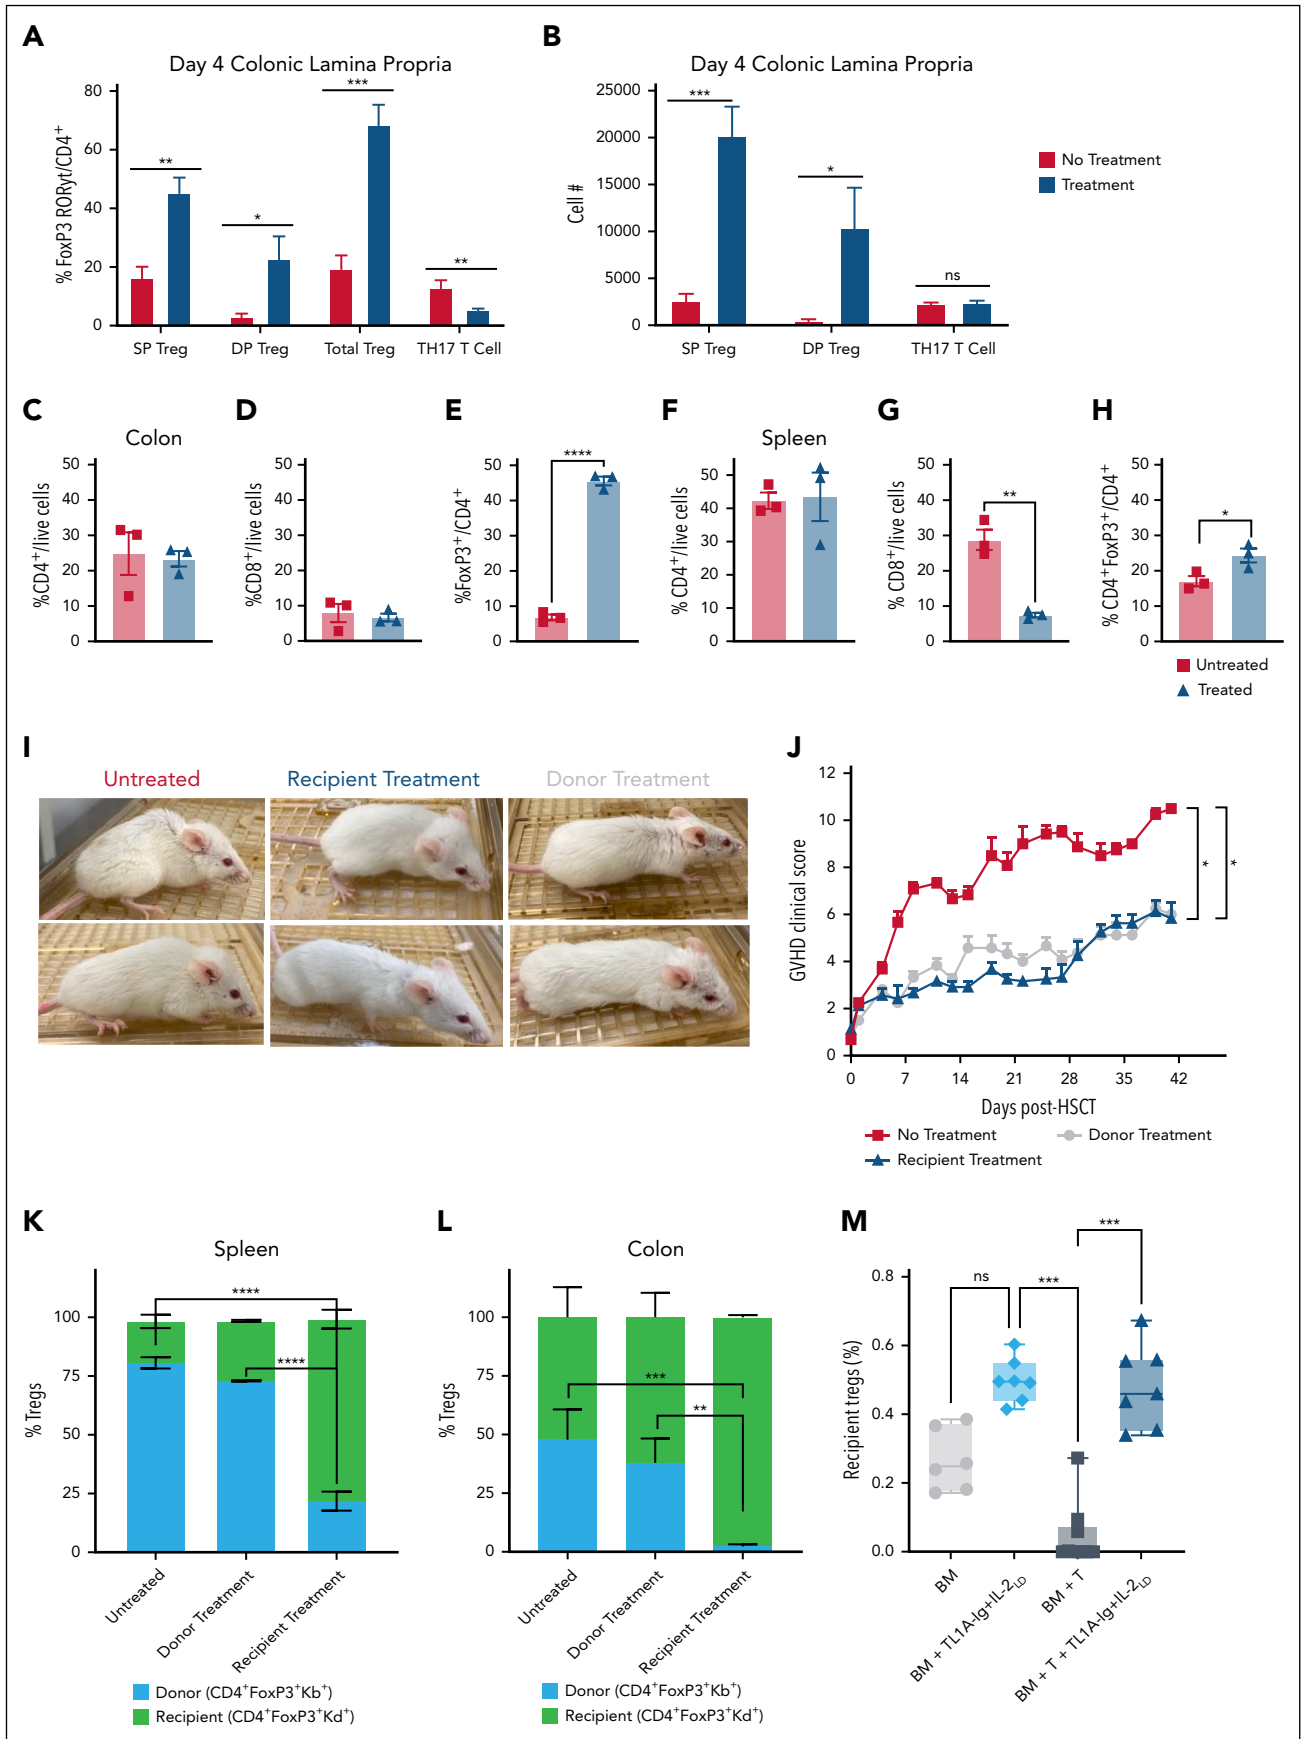 A
Day 4 Colonic Lamina Propria
% FoxP3 RORγt/CD4+
80
60
40
20
0
***
**
*
**
SP Treg
DP Treg
Total Treg
TH17 T Cell
B
Day 4 Colonic Lamina Propria
Cell #
25000
20000
15000
10000
5000
0
***
*
ns
SP Treg
DP Treg
TH17 T Cell
No Treatment
Treatment
C
Colon
%CD4+/live cells
50
40
30
20
10
0
D
%CD8+/live cells
50
40
30
20
10
0
E
%FoxP3+/CD4+
50
40
30
20
10
0
****
F
Spleen
% CD4+/live cells
50
40
30
20
10
0
G
% CD8+/live cells
50
40
30
20
10
0
**
H
% CD4+FoxP3+/CD4+
50
40
30
20
10
0
*
Untreated
Treated
I
Untreated
Recipient Treatment
Donor Treatment
J
GVHD clinical score
12
10
8
6
4
2
0
0
7
14
21
28
35
42
Days post-HSCT
*
*
No Treatment
Donor Treatment
Recipient Treatment
K
Spleen
% Tregs
100
75
50
25
0
****
****
Untreated
Donor Treatment
Recipient Treatment
Donor (CD4+FoxP3+Kb+)
Recipient (CD4+FoxP3+Kd+)
L
Colon
% Tregs
100
75
50
25
0
***
**
Untreated
Donor Treatment
Recipient Treatment
Donor (CD4+FoxP3+Kb+)
Recipient (CD4+FoxP3+Kd+)
M
Recipient tregs (%)
0.8
0.6
0.4
0.2
0.0
ns
***
***
BM
BM + TL1A-Ig+IL-2LD
BM + T
BM + T + TL1A-Ig+IL-2LD